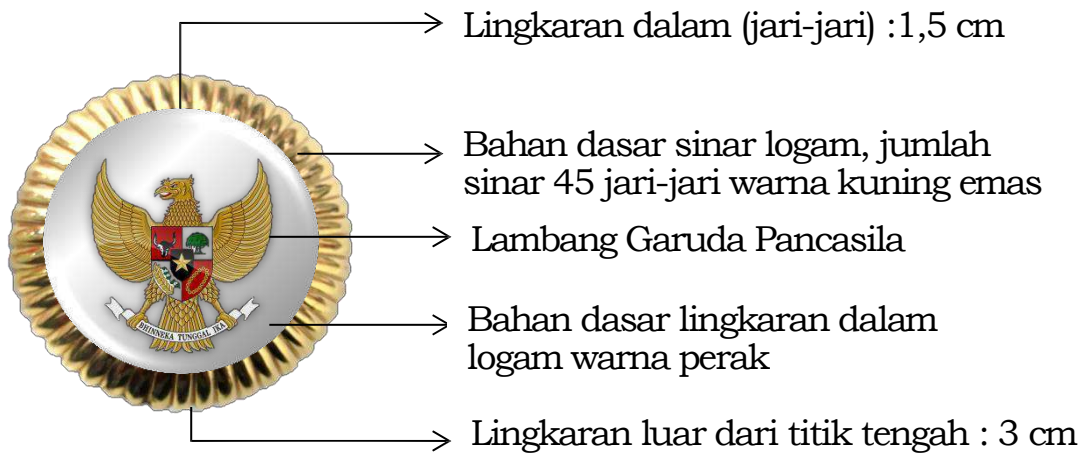 Lingkaran dalam (jari-jari) :1,5 cm
Bahan dasar sinar logam, jumlah
sinar 45 jari-jari warna kuning emas
Lambang Garuda Pancasila
BHINNEKA TUNGGAL IKA
Bahan dasar lingkaran dalam
logam warna perak
Lingkaran luar dari titik tengah : 3 cm